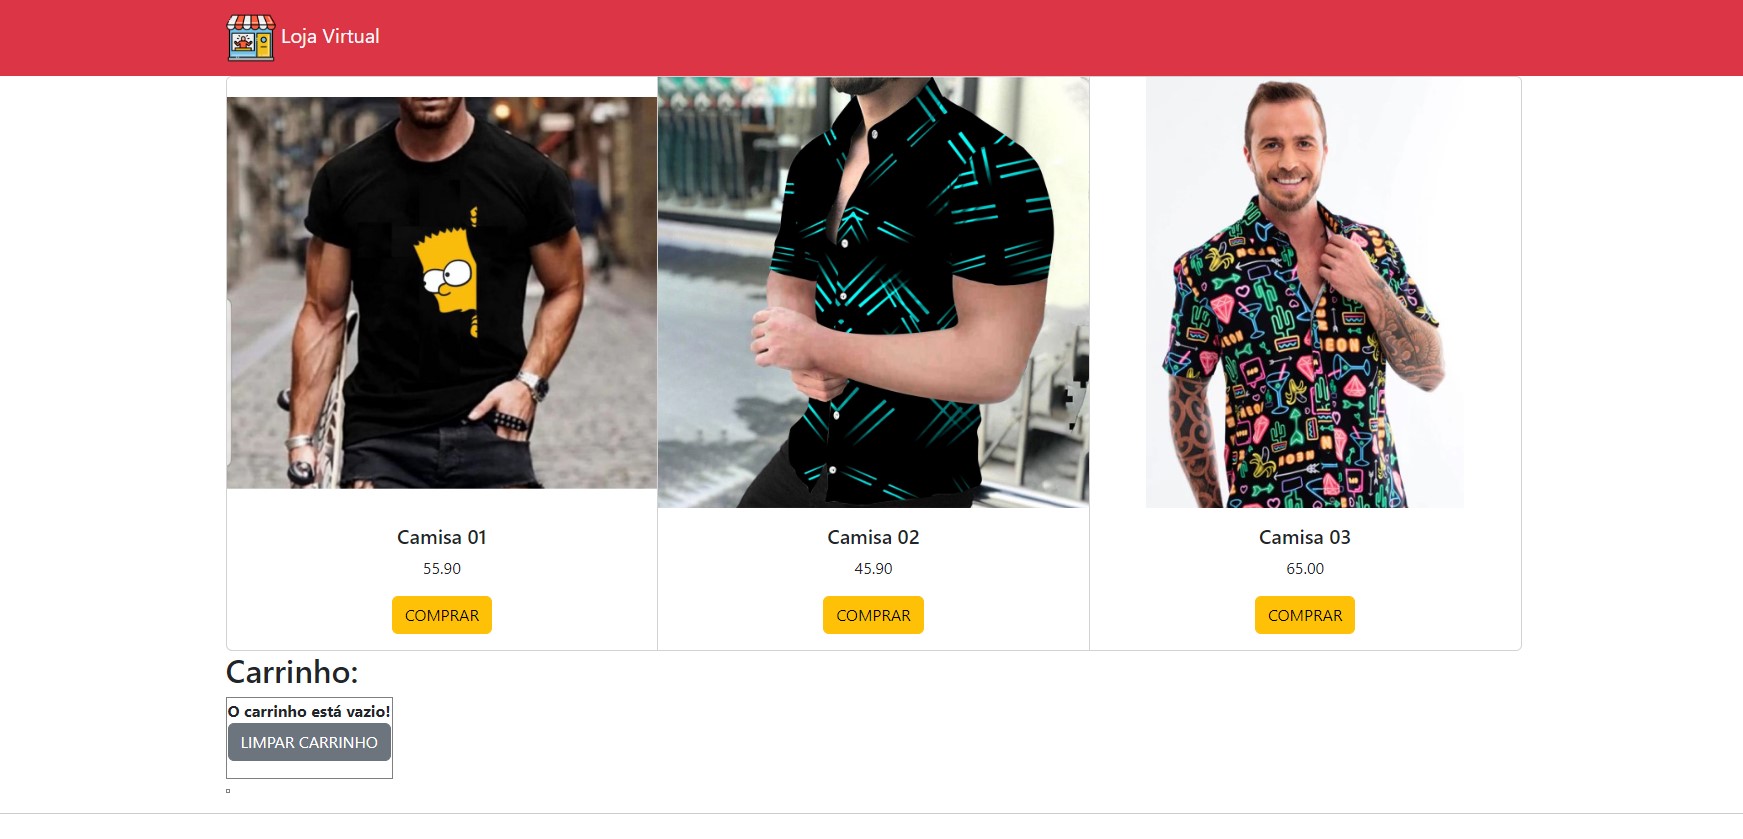 Loja Virtual
Camisa 01
55.90
COMPRAR
Camisa 02
45.90
COMPRAR
Camisa 03
65.00
COMPRAR
Carrinho:
O carrinho está vazio!
LIMPAR CARRINHO